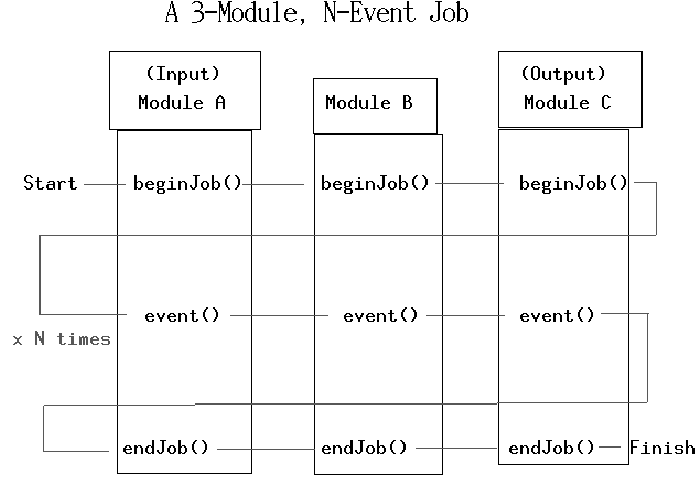 A 3-Module, N-Event Job
(Input)
Module A
Module B
(Output)
Module C
Start
beginJob()
beginJob()
beginJob()
event()
event()
event()
x N times
endJob()
endJob()
endJob()
Finish